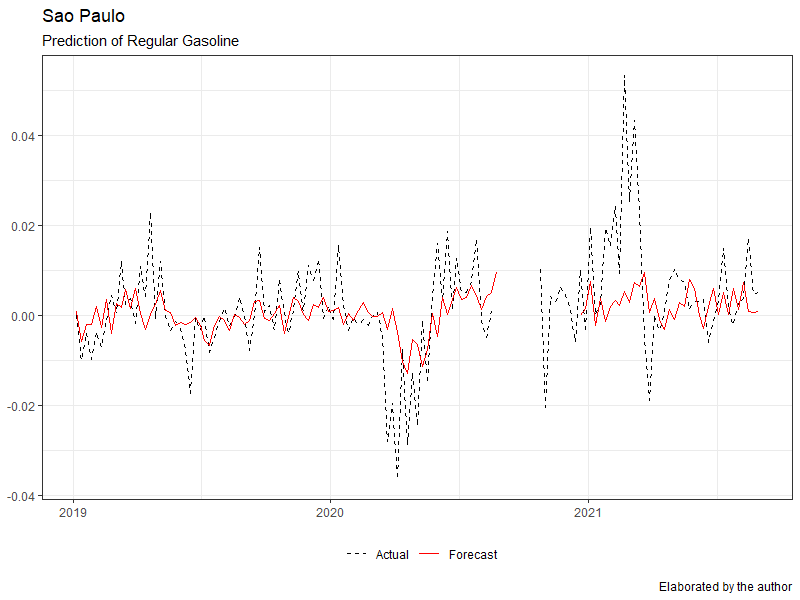 Sao Paulo
Prediction of Regular Gasoline
0.04
0.02
0.00
-0.02
-0.04
2019 2020 2021
Actual Forecast
Elaborated by the author